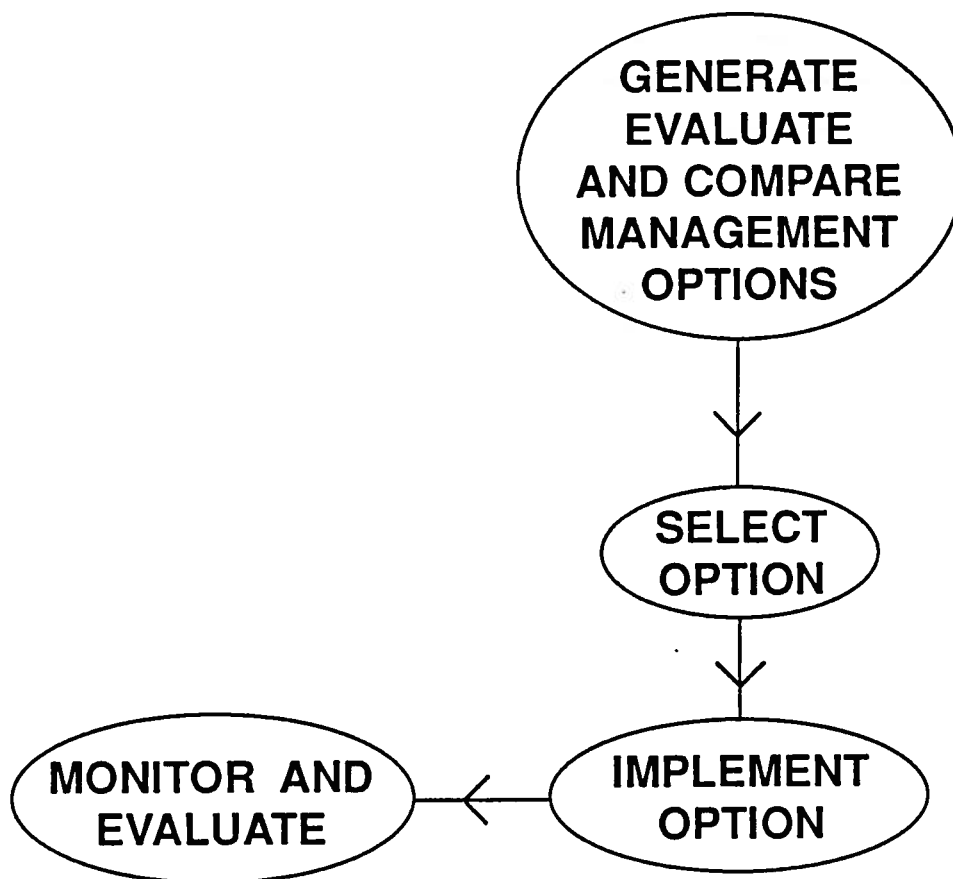 GENERATE
EVALUATE
AND COMPARE
MANAGEMENT
OPTIONS
SELECT
OPTION
IMPLEMENT
OPTION
MONITOR AND
EVALUATE